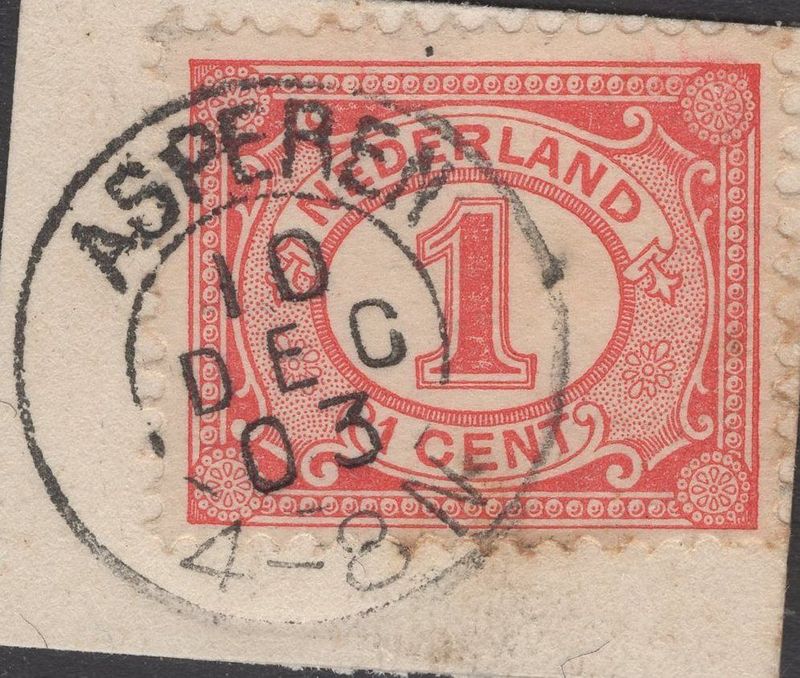 NEDERLAND
1
1 CENT
ASPEREN
10
DEC
03
4-8 N